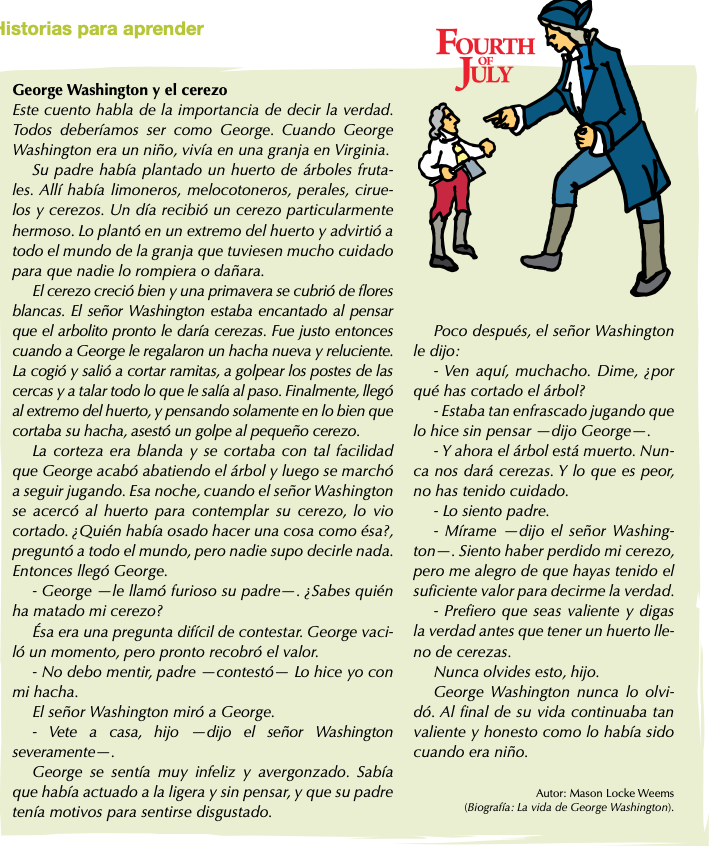 Historias para aprender
FOURTH
OF
JULY
George Washington y el cerezo
Este cuento habla de la importancia de decir la verdad.
Todos deberíamos ser como George. Cuando George
Washington era un niño, vivía en una granja en Virginia.
Su padre había plantado un huerto de árboles fruta-
les. Allí había limoneros, melocotoneros, perales, cirue-
los y cerezos. Un día recibió un cerezo particularmente
hermoso. Lo plantó en un extremo del huerto y advirtió a
todo el mundo de la granja que tuviesen mucho cuidado
para que nadie lo rompiera o dañara.
El cerezo creció bien y una primavera se cubrió de flores
blancas. El señor Washington estaba encantado al pensar
que el arbolito pronto le daría cerezas. Fue justo entonces
cuando a George le regalaron un hacha nueva y reluciente.
La cogió y salió a cortar ramitas, a golpear los postes de las
cercas y a talar todo lo que le salía al paso. Finalmente, llegó
al extremo del huerto, y pensando solamente en lo bien que
cortaba su hacha, asestó un golpe al pequeño cerezo.
La corteza era blanda y se cortaba con tal facilidad
que George acabó abatiendo el árbol y luego se marchó
a seguir jugando. Esa noche, cuando el señor Washington
se acercó al huerto para contemplar su cerezo, lo vio
cortado. ¿Quién había osado hacer una cosa como ésa?,
preguntó a todo el mundo, pero nadie supo decirle nada.
Entonces llegó George.
- George —le llamó furioso su padre—. ¿Sabes quién
ha matado mi cerezo?
Ésa era una pregunta difícil de contestar. George vaci-
ló un momento, pero pronto recobró el valor.
- No debo mentir, padre —contestó— Lo hice yo con
mi hacha.
El señor Washington miró a George.
- Vete a casa, hijo —dijo el señor Washington
severamente—.
George se sentía muy infeliz y avergonzado. Sabía
que había actuado a la ligera y sin pensar, y que su padre
tenía motivos para sentirse disgustado.
Poco después, el señor Washington
le dijo:
- Ven aquí, muchacho. Dime, ¿por
qué has cortado el árbol?
- Estaba tan enfrascado jugando que
lo hice sin pensar —dijo George—.
- Y ahora el árbol está muerto. Nun-
ca nos dará cerezas. Y lo que es peor,
no has tenido cuidado.
- Lo siento padre.
- Mírame —dijo el señor Washing-
ton—. Siento haber perdido mi cerezo,
pero me alegro de que hayas tenido el
suficiente valor para decirme la verdad.
- Prefiero que seas valiente y digas
la verdad antes que tener un huerto lle-
no de cerezas.
Nunca olvides esto, hijo.
George Washington nunca lo olvi-
dó. Al final de su vida continuaba tan
valiente y honesto como lo había sido
cuando era niño.
Autor: Mason Locke Weems
(Biografía: La vida de George Washington).